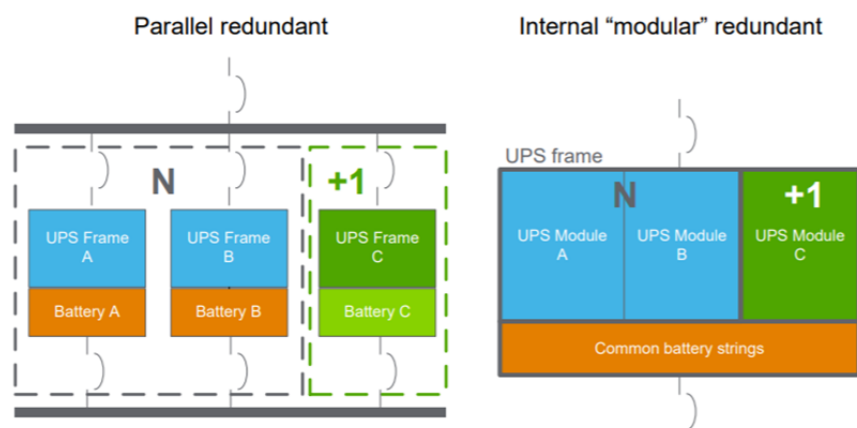 Parallel redundant
N
+1
UPS Frame
A
UPS Frame
B
UPS Frame
C
Battery A
Battery B
Battery C
Internal “modular” redundant
UPS frame
N
+1
UPS Module
A
UPS Module
B
UPS Module
C
Common battery strings